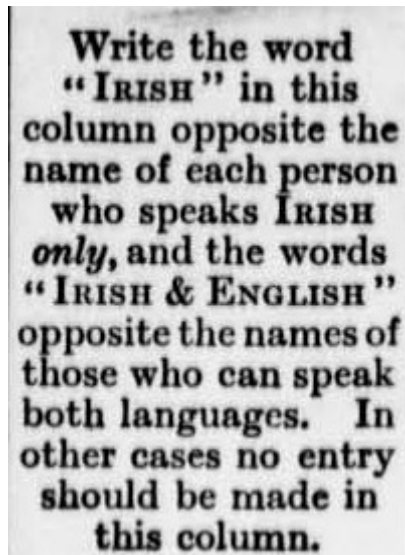 Write the word
“IRISH” in this
column opposite the
name of each person
who speaks IRISH
only, and the words
“IRISH & ENGLISH”
opposite the names of
those who can speak
both languages. In
other cases no entry
should be made in
this column.